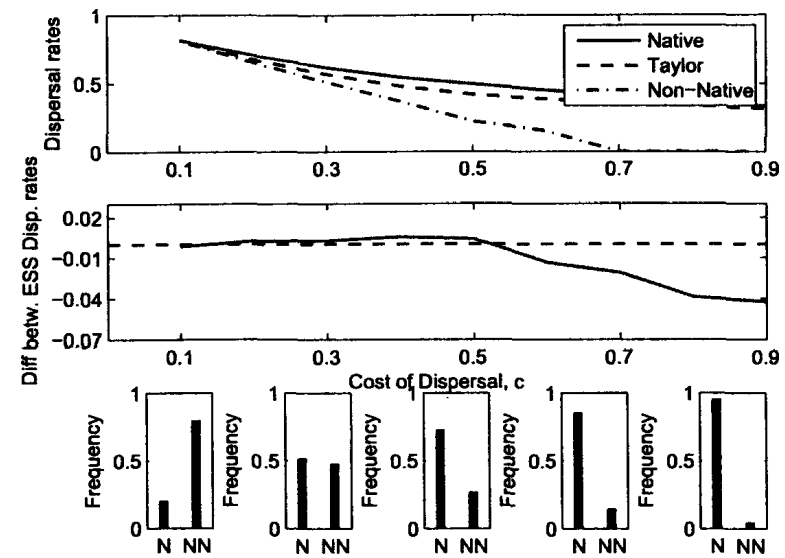 1
Native
Taylor
Non-Native
Dispersal rates
0.5
0
0.1 0.3 0.5 0.7 0.9
0.02
-0.01
-0.04
-0.07
Diff betw. ESS Disp. rates
0.1 0.3 0.5 0.7 0.9
Cost of Dispersal, c
1 1 1 1 1
Frequency Frequency Frequency Frequency Frequency
0.5 0.5 0.5 0.5 0.5
0 0 0 0 0
N NN N NN N NN N NN N NN